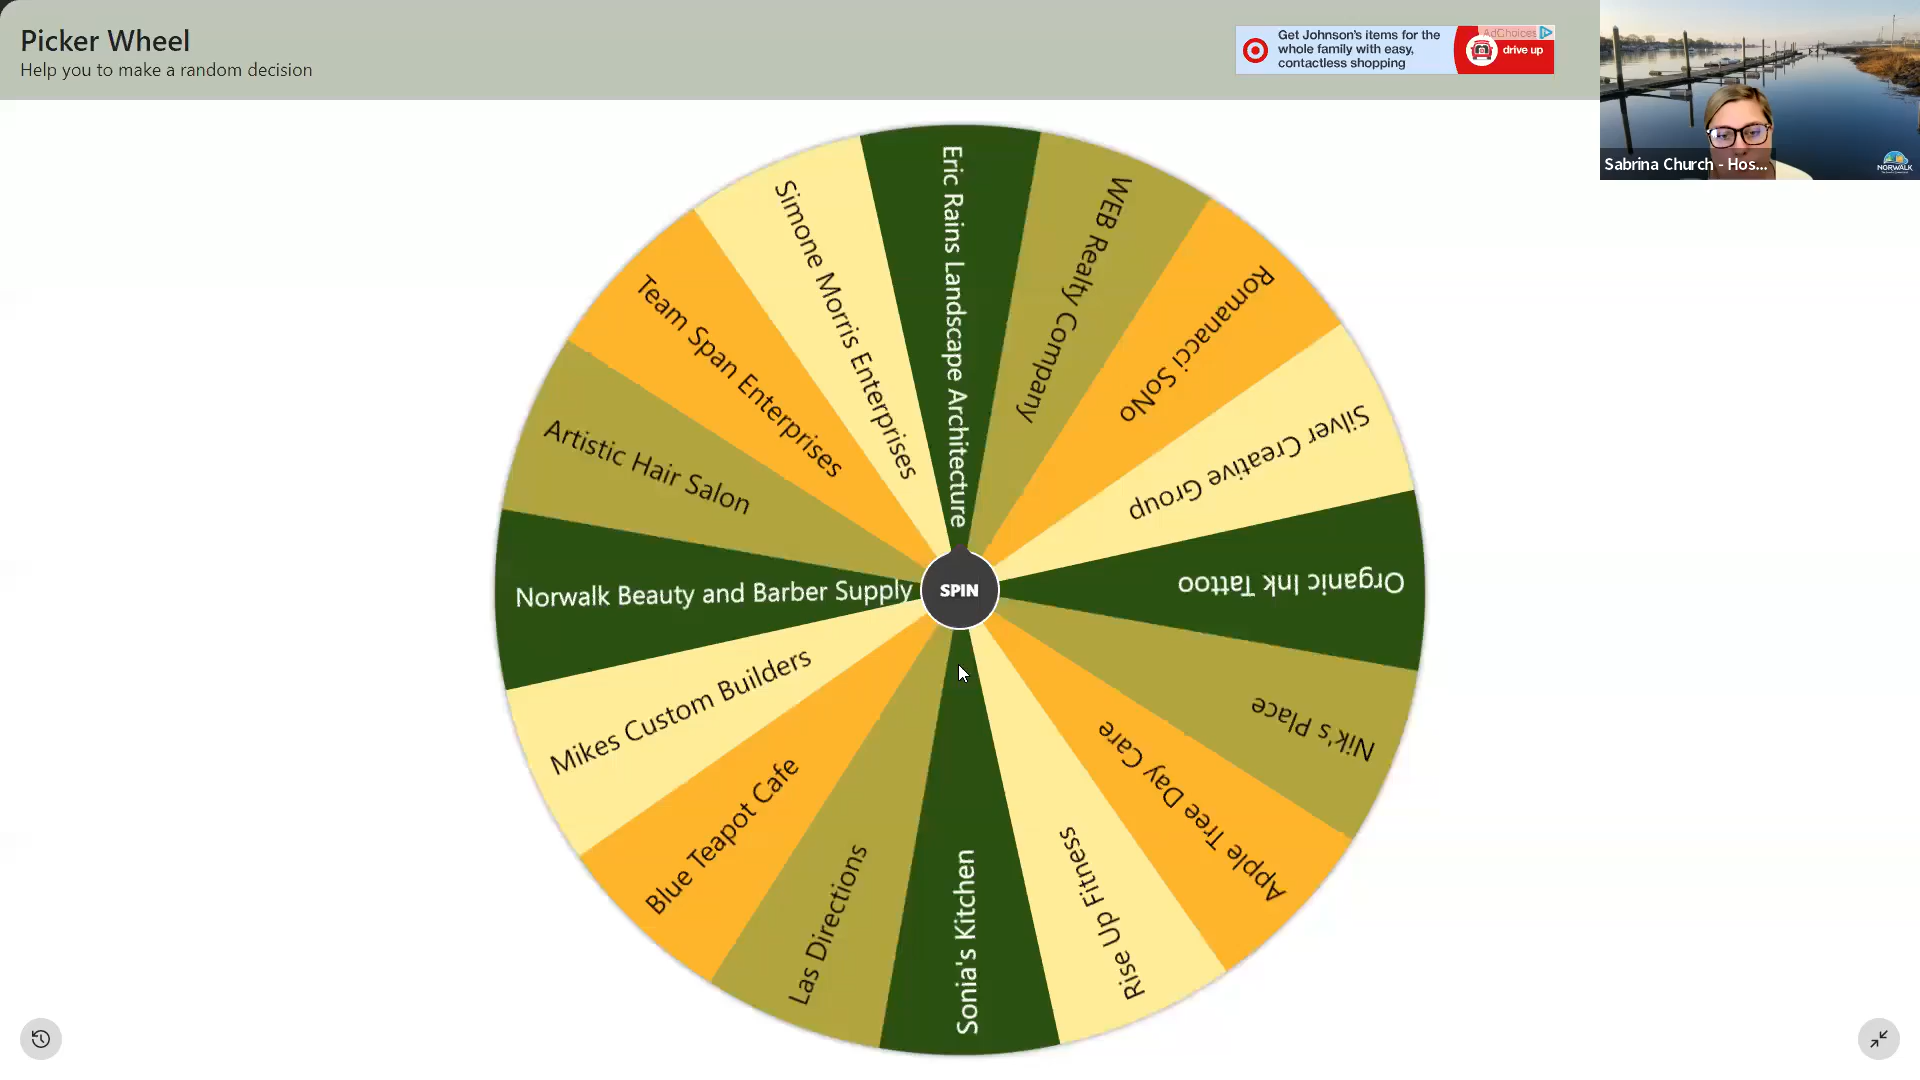 Picker Wheel
Help you to make a random decision
Get Johnson's items for the
whole family with easy,
contactless shopping
AdChoices
drive up
Sabrina Church - Hos...
NORWALK
Eric Rains Landscape Architecture
WEB Realty Company
Romanacci SoNo
Silver Creative Group
Organic Ink Tattoo
Nik's Place
Apple Tree Day Care
Rise Up Fitness
Sonia's Kitchen
Las Directions
Blue Teapot Cafe
Mikes Custom Builders
Norwalk Beauty and Barber Supply
Artistic Hair Salon
Team Span Enterprises
Simone Morris Enterprises
SPIN